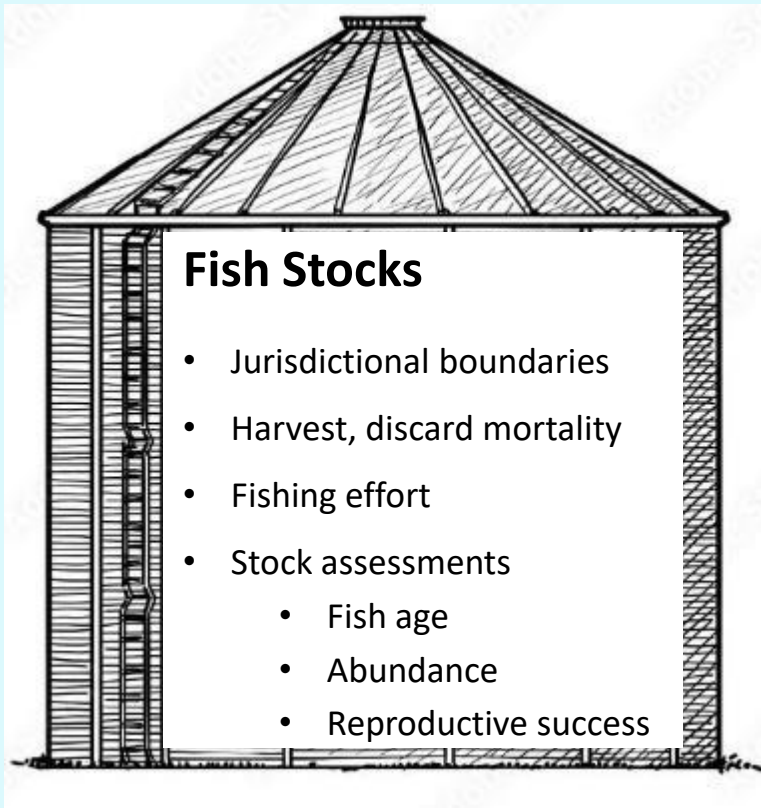 Fish Stocks
• Jurisdictional boundaries
• Harvest, discard mortality
• Fishing effort
• Stock assessments
• Fish age
• Abundance
• Reproductive success